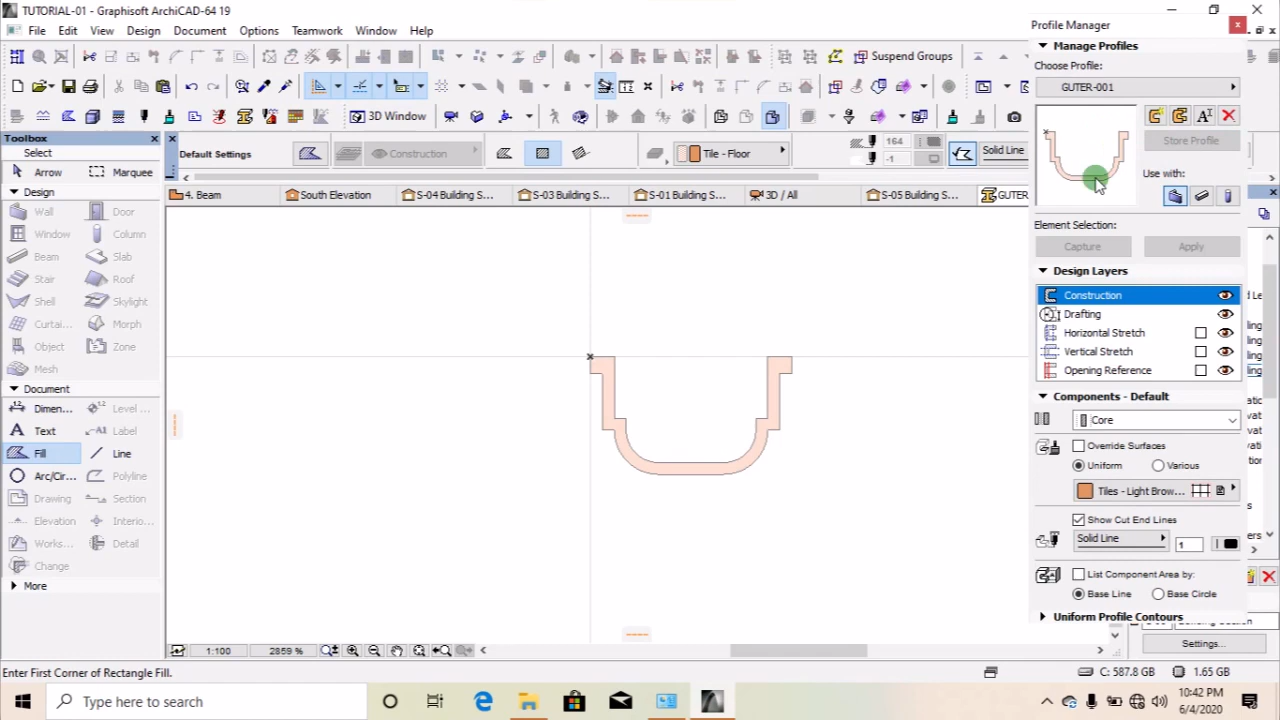 TUTORIAL-01 - Graphisoft ArchiCAD-64 19
File Edit View Design Document Options Teamwork Window Help
Suspend Groups
3D Window
Toolbox
Select
Arrow Marquee
Design
Wall Door
Window Column
Beam Slab
Stair Roof
Shell Skylight
Curtai... Morph
Object Zone
Mesh
Document
Dimen... Level ...
Text Label
Fill Line
Arc/Cir... Polyline
Drawing Section
Elevation Interio...
Works... Detail
Change
More
Default Settings
Construction
Tile - Floor
164
-1
Solid Line
4. Beam South Elevation S-04 Building S... S-03 Building S... S-01 Building S... 3D / All S-05 Building S... GUTER
Profile Manager
Manage Profiles
Choose Profile:
GUTER-001
Store Profile
Use with:
Element Selection:
Capture Apply
Design Layers
Construction
Drafting
Horizontal Stretch
Vertical Stretch
Opening Reference
Components - Default
Core
Override Surfaces
Uniform Various
Tiles - Light Brow...
Show Cut End Lines
Solid Line 1
List Component Area by:
Base Line Base Circle
Uniform Profile Contours
Settings...
1:100 2859 %
Enter First Corner of Rectangle Fill.
C: 587.8 GB 1.65 GB
Type here to search
10:42 PM
6/4/2020